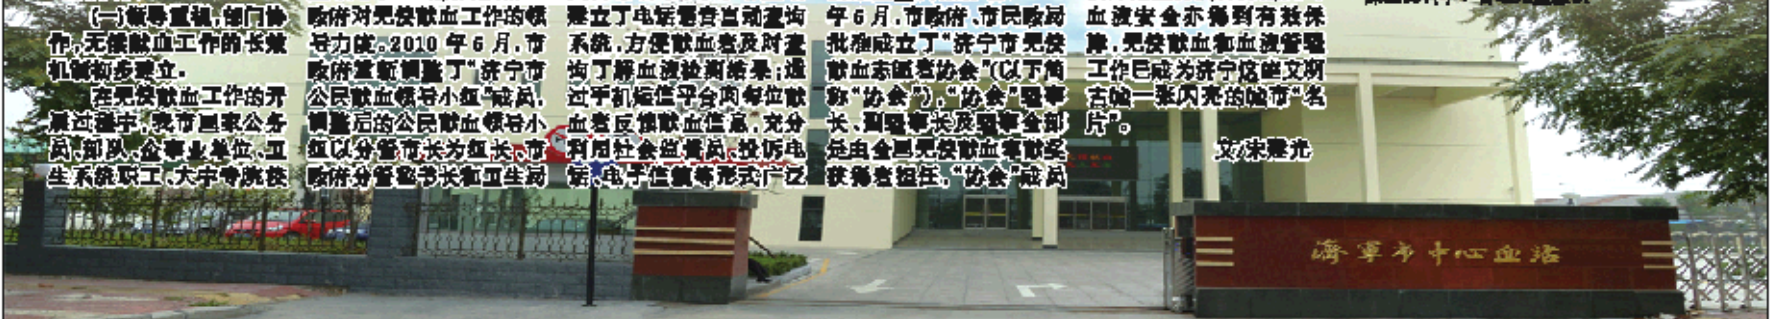 (一)领导重视,部门协
作,无偿献血工作的长效
机制初步建立。
在无偿献血工作的开
展过程中,我市国家公务
员、部队、企事业单位、卫
生系统职工、大中专院校
政府对无偿献血工作的领
导力度。2010年6月,市
政府重新调整了“济宁市
公民献血领导小组”成员,
调整后的公民献血领导小
组以分管市长为组长、市
政府分管秘书长和卫生局
建立了电话语音自动查询
系统,方便献血者及时查
询了解血液检测结果;通
过手机短信平台向每位献
血者反馈献血信息,充分
利用社会监督员、投诉电
话、电子信箱等形式广泛
年6月,市政府、市民政局
批准成立了“济宁市无偿
献血志愿者协会”(以下简
称“协会”),“协会”理事
长、副理事长及理事全部
是由全国无偿献血奉献奖
获得者担任,“协会”成员
血液安全亦得到有效保
障,无偿献血和血液管理
工作已成为济宁这座文明
古城一张闪亮的城市“名
片”。
济宁市中心血站